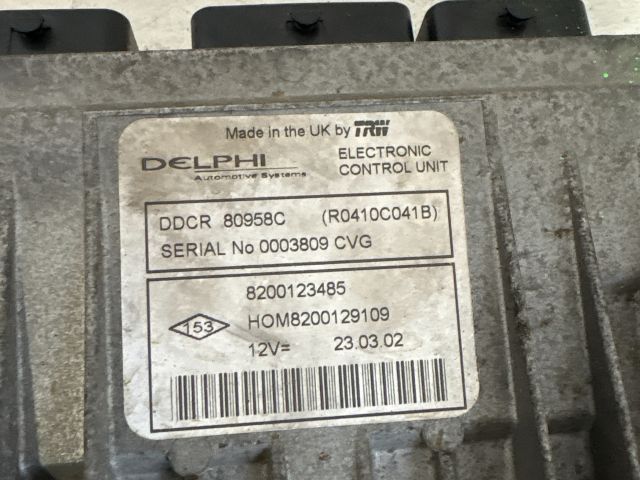 Made in the UK by TRW
DELPHI
Automotive Systems
ELECTRONIC
CONTROL UNIT
DDCR 80958C (R0410C041B)
SERIAL No 0003809 CVG
8200123485
153
HOM8200129109
12V= 23.03.02